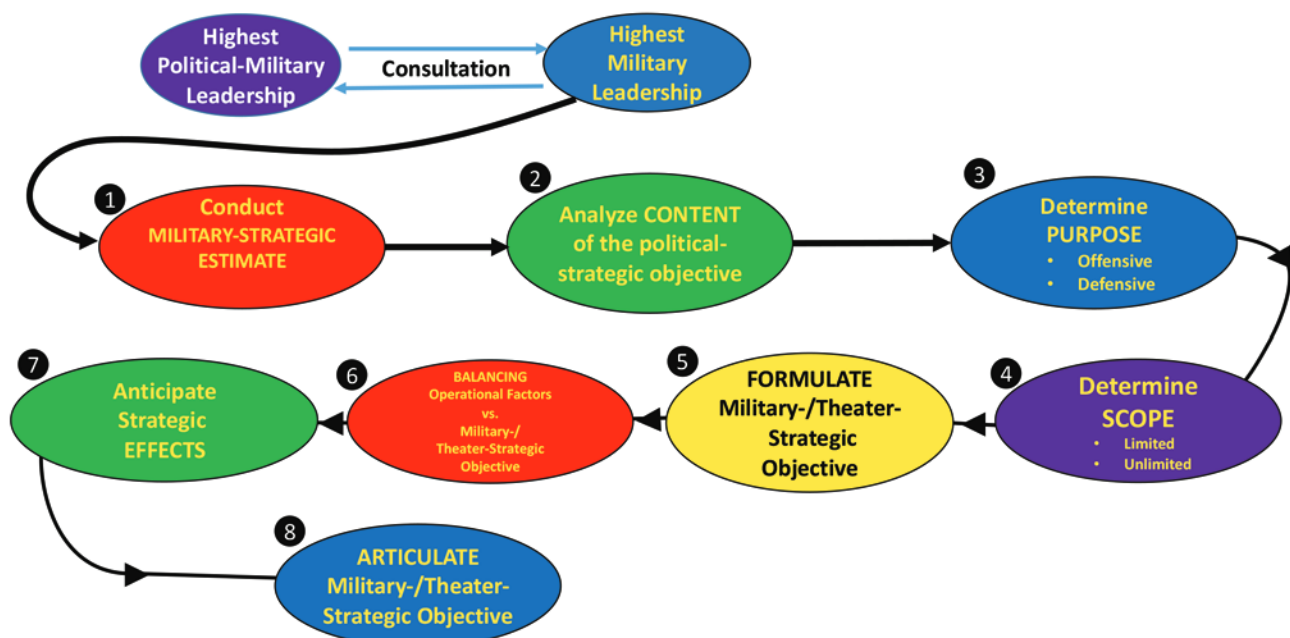 Highest
Political-Military
Leadership
Consultation
Highest
Military
Leadership
1
Conduct
MILITARY-STRATEGIC
ESTIMATE
2
Analyze CONTENT
of the political-
strategic objective
3
Determine
PURPOSE
• Offensive
• Defensive
4
Determine
SCOPE
• Limited
• Unlimited
5
FORMULATE
Military-/Theater-
Strategic
Objective
6
BALANCING
Operational Factors
vs.
Military-/
Theater-Strategic
Objective
7
Anticipate
Strategic
EFFECTS
8
ARTICULATE
Military-/Theater-
Strategic Objective